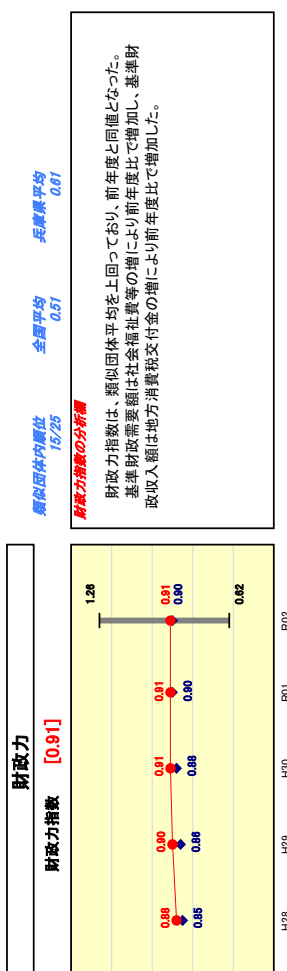 財政力
財政力指数 [0.91]
類似団体内順位
15/25
全国平均
0.51
兵庫県平均
0.61
財政力指数の分析欄
財政力指数は、類似団体平均を上回っており、前年度と同値となった。
基準財政需要額は社会福祉費等の増により前年度比で増加し、基準財
政収入額は地方消費税交付金の増により前年度比で増加した。
1.26
0.88 0.90 0.91 0.91 0.91
0.85 0.86 0.88 0.90 0.90
0.62
H28 H29 H30 R01 R02